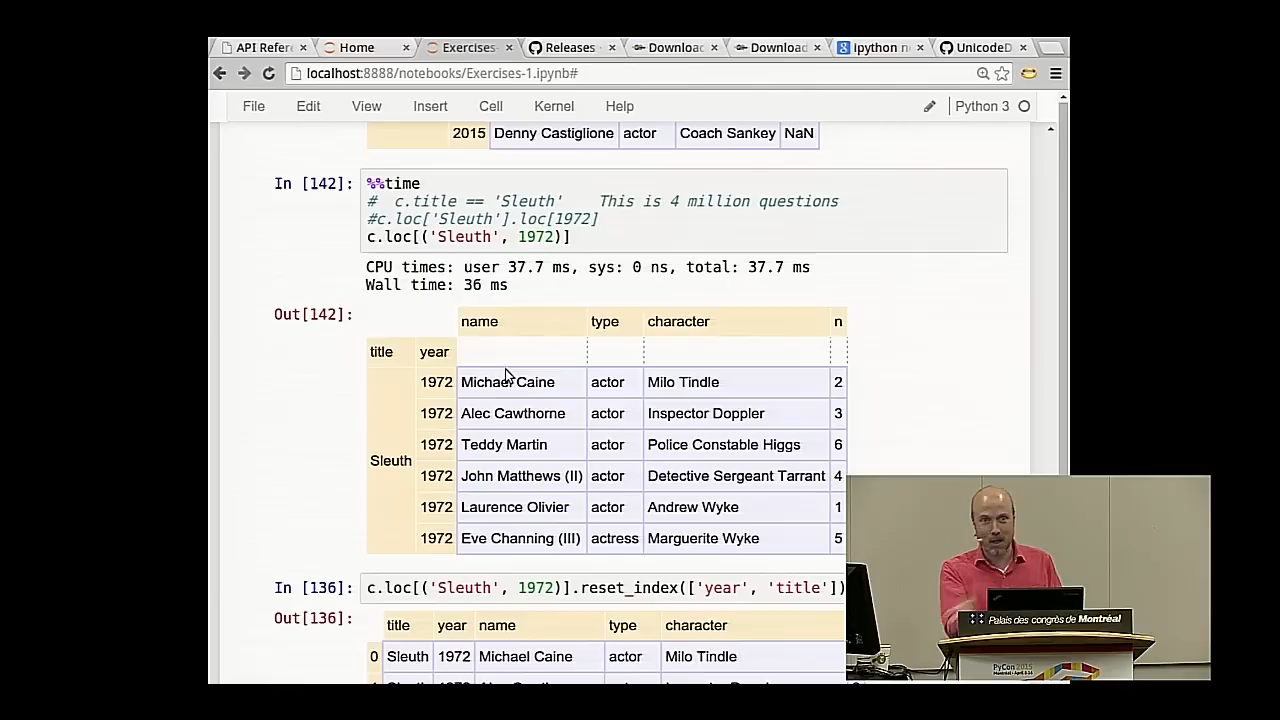 API Refer
Home
Exercises-
Releases -
Download
Download
ipython n
UnicodeD
localhost:8888/notebooks/Exercises-1.ipynb#
File Edit View Insert Cell Kernel Help Python 3
2015 Denny Castiglione actor Coach Sankey NaN
In [142]: %%time
# c.title == 'Sleuth' This is 4 million questions
#c.loc['Sleuth'].loc[1972]
c.loc[('Sleuth', 1972)]
CPU times: user 37.7 ms, sys: 0 ns, total: 37.7 ms
Wall time: 36 ms
Out[142]:
name type character n
title year
1972 Michael Caine actor Milo Tindle 2
1972 Alec Cawthorne actor Inspector Doppler 3
1972 Teddy Martin actor Police Constable Higgs 6
Sleuth
1972 John Matthews (II) actor Detective Sergeant Tarrant 4
1972 Laurence Olivier actor Andrew Wyke 1
1972 Eve Channing (III) actress Marguerite Wyke 5
In [136]: c.loc[('Sleuth', 1972)].reset_index(['year', 'title'])
Out[136]:
title year name type character
0 Sleuth 1972 Michael Caine actor Milo Tindle
Palais des congrès de Montréal
PyCon 2015